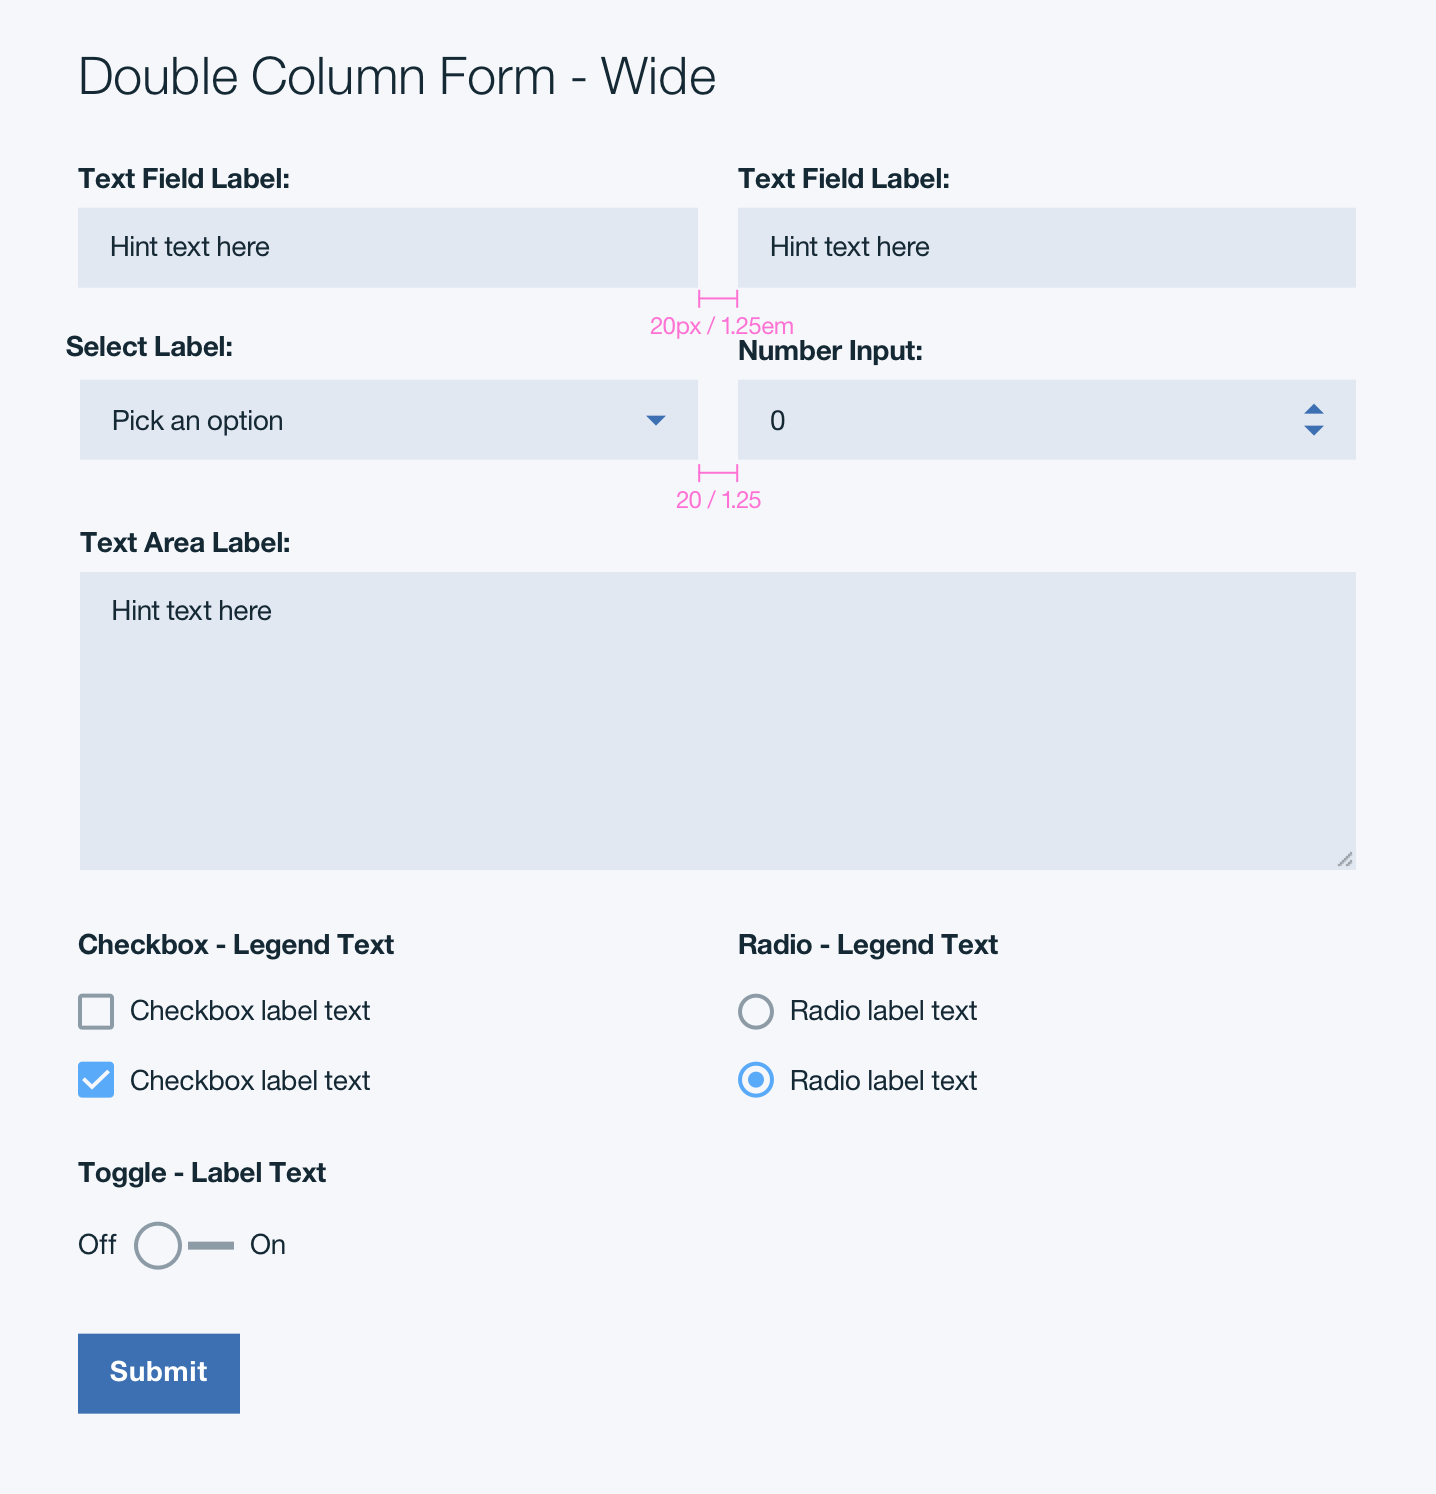 Double Column Form - Wide
Text Field Label:
Text Field Label:
Hint text here
Hint text here
20px / 1.25em
Select Label:
Number Input:
Pick an option
0
20 / 1.25
Text Area Label:
Hint text here
Checkbox - Legend Text
Radio - Legend Text
Checkbox label text
Radio label text
Checkbox label text
Radio label text
Toggle - Label Text
Off
On
Submit